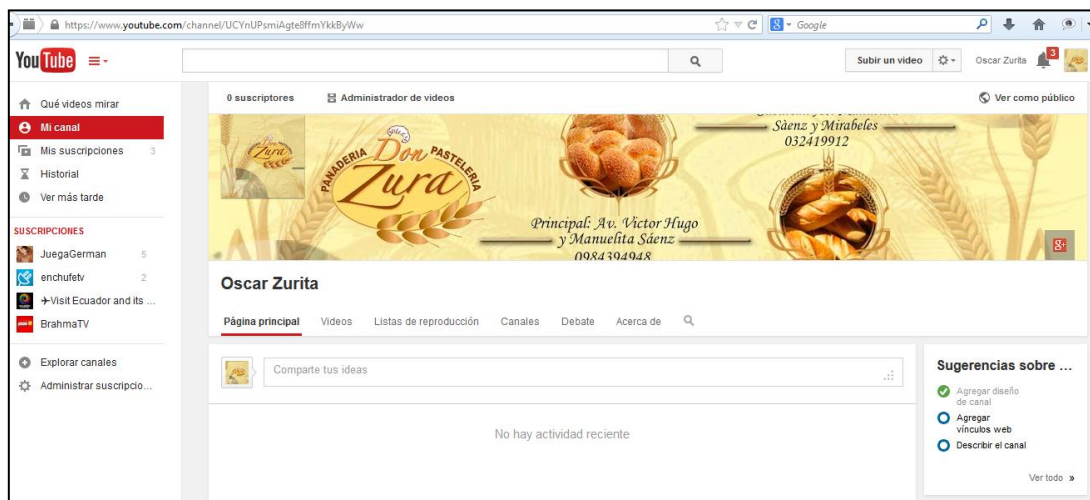 https://www.youtube.com/channel/UCYnUPsmiAgte8ffmYkkByWw
Google
YouTube
Subir un video
Oscar Zurita
3
Qué videos mirar
Mi canal
Mis suscripciones 3
Historial
Ver más tarde
SUSCRIPCIONES
JuegaGerman 5
enchufetv 2
Visit Ecuador and its ...
BrahmaTV
Explorar canales
Administrar suscripcio...
0 suscriptores
Administrador de videos
Ver como público
Zura
PANADERIA Don PASTELERIA
Zura
Sàenz y Mirabeles
032419912
Principal: Av. Victor Hugo
y Manuelita Sáenz
0984394948
g+
Oscar Zurita
Página principal
Videos
Listas de reproducción
Canales
Debate
Acerca de
Comparte tus ideas
No hay actividad reciente
Sugerencias sobre ...
Agregar diseño
de canal
Agregar
vínculos web
Describir el canal
Ver todo »